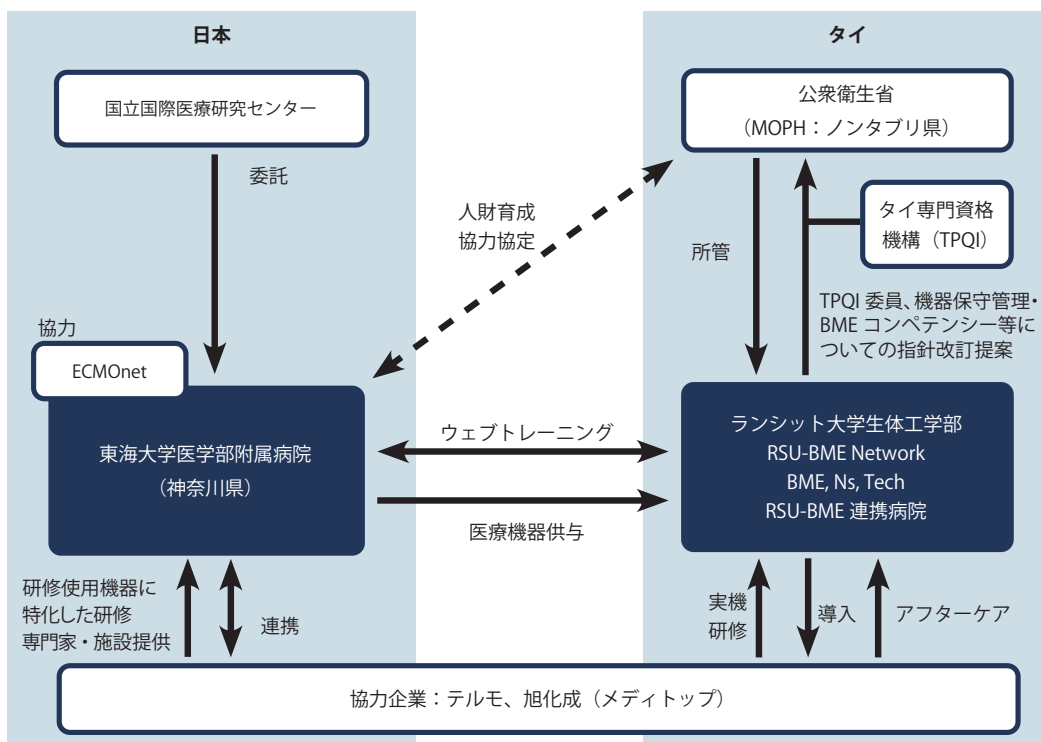 日本
タイ
国立国際医療研究センター
公衆衛生省
（MOPH：ノンタブリ県）
委託
人財育成
協力協定
所管
タイ専門資格
機構（TPQI）
TPQI 委員、機器保守管理・
BME コンペテンシー等に
ついての指針改訂提案
協力
ECMOnet
東海大学医学部附属病院
（神奈川県）
ウェブトレーニング
医療機器供与
ランシット大学生体工学部
RSU-BME Network
BME, Ns, Tech
RSU-BME 連携病院
研修使用機器に
特化した研修
専門家・施設提供
連携
実機
研修
導入
アフターケア
協力企業：テルモ、旭化成（メディトップ）